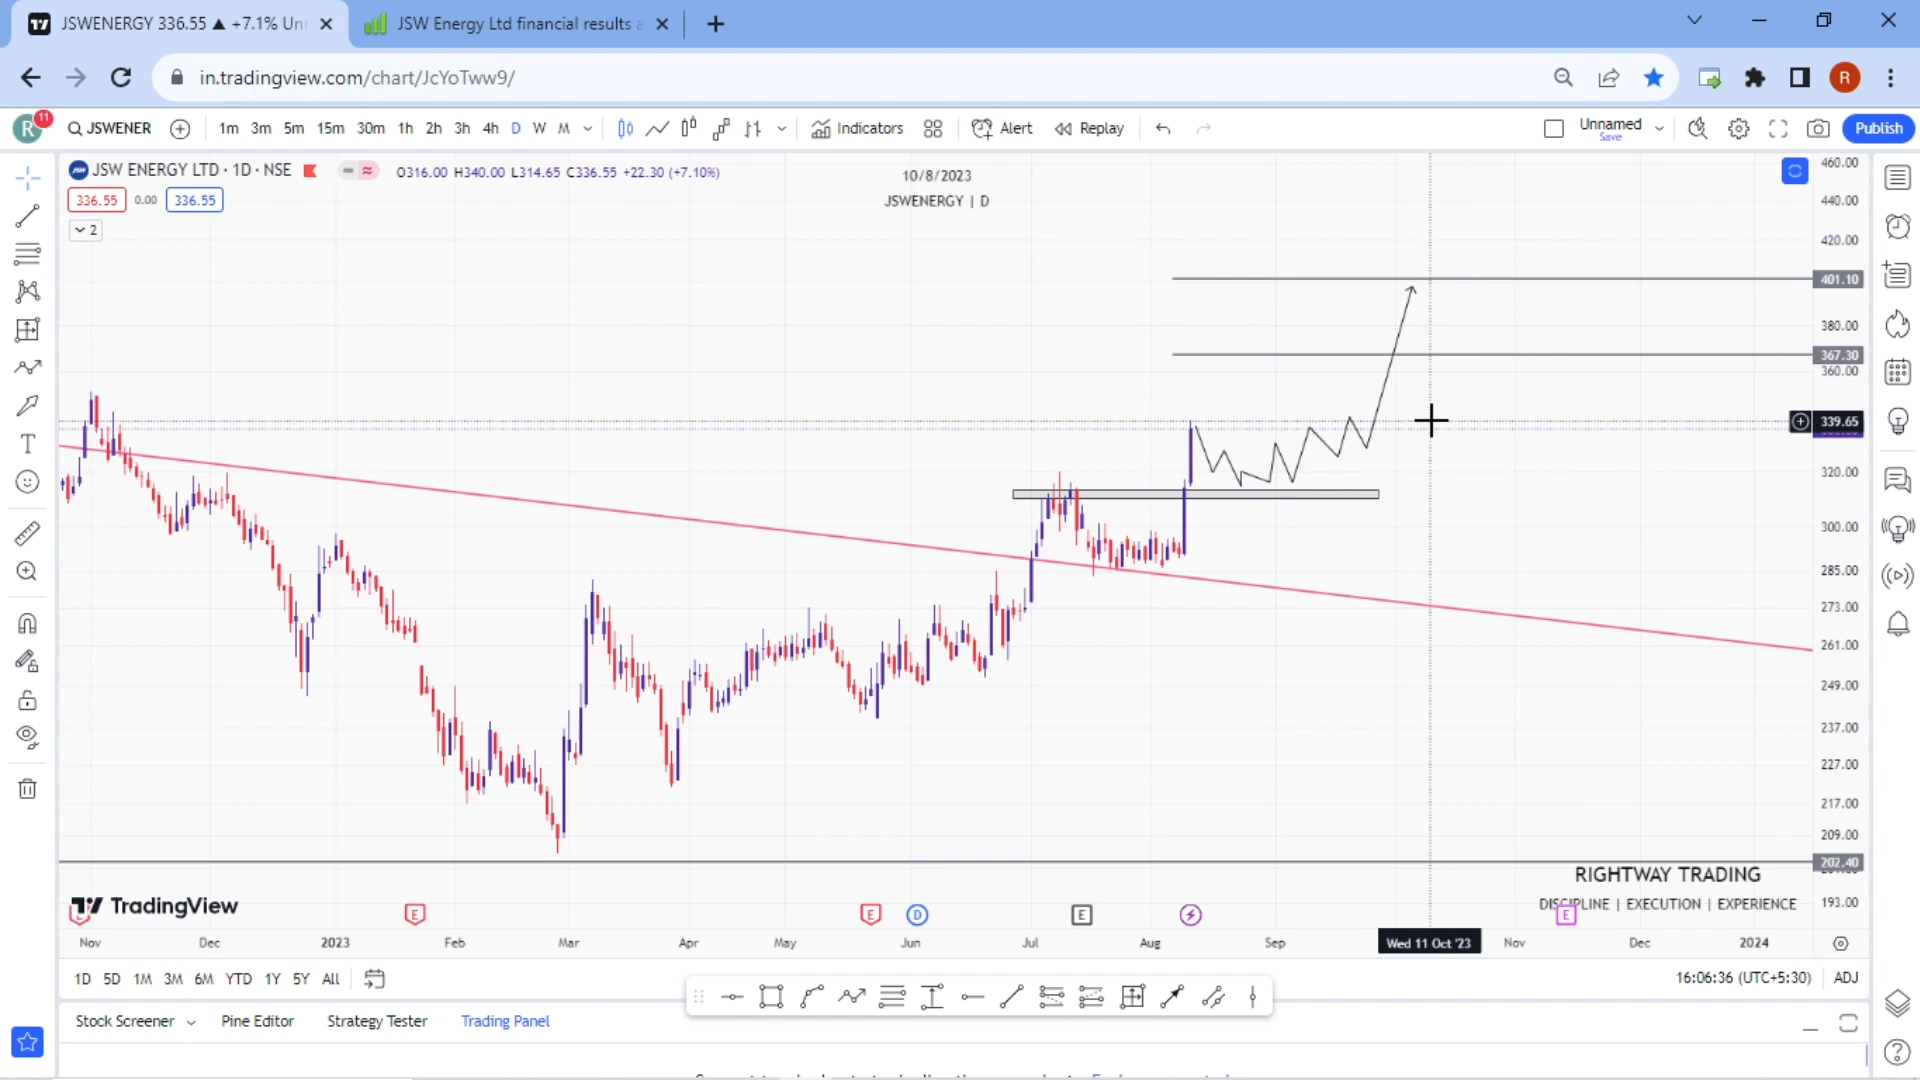 JSWENERGY 336.55 ▲ +7.1% Un
JSW Energy Ltd financial results a
in.tradingview.com/chart/JcYoTww9/
R
R
11
JSWENER
1m 3m 5m 15m 30m 1h 2h 3h 4h D W M
Indicators
Alert
Replay
Unnamed
Save
Publish
JSW ENERGY LTD · 1D · NSE
O316.00 H340.00 L314.65 C336.55 +22.30 (+7.10%)
336.55 0.00 336.55
2
10/8/2023
JSWENERGY | D
460.00
440.00
420.00
401.10
380.00
367.30
360.00
339.65
320.00
300.00
285.00
273.00
261.00
249.00
237.00
227.00
217.00
209.00
202.40
193.00
RIGHTWAY TRADING
DISCIPLINE | EXECUTION | EXPERIENCE
TradingView
E E D E E
Nov Dec 2023 Feb Mar Apr May Jun Jul Aug Sep Wed 11 Oct '23 Nov Dec 2024
1D 5D 1M 3M 6M YTD 1Y 5Y All
16:06:36 (UTC+5:30) ADJ
Stock Screener Pine Editor Strategy Tester Trading Panel